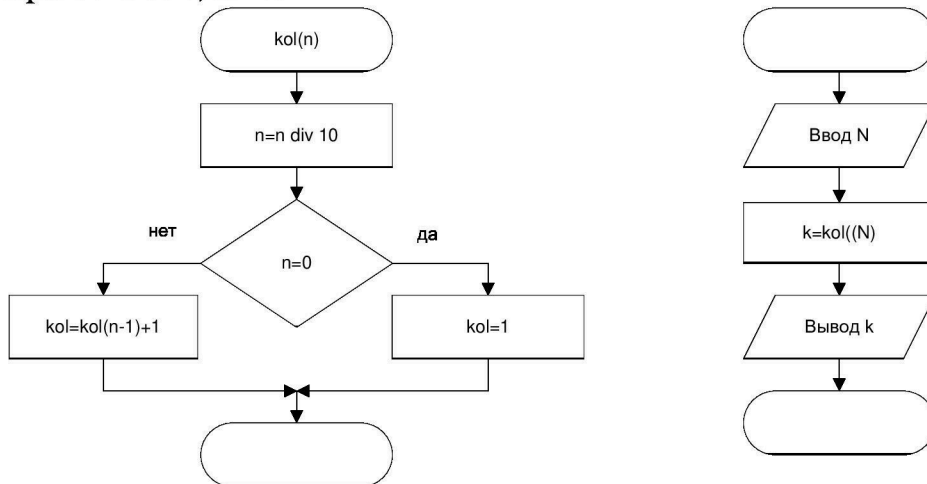 kol(n)
n=n div 10
нет
да
n=0
kol=kol(n-1)+1
kol=1
Ввод N
k=kol((N)
Вывод k